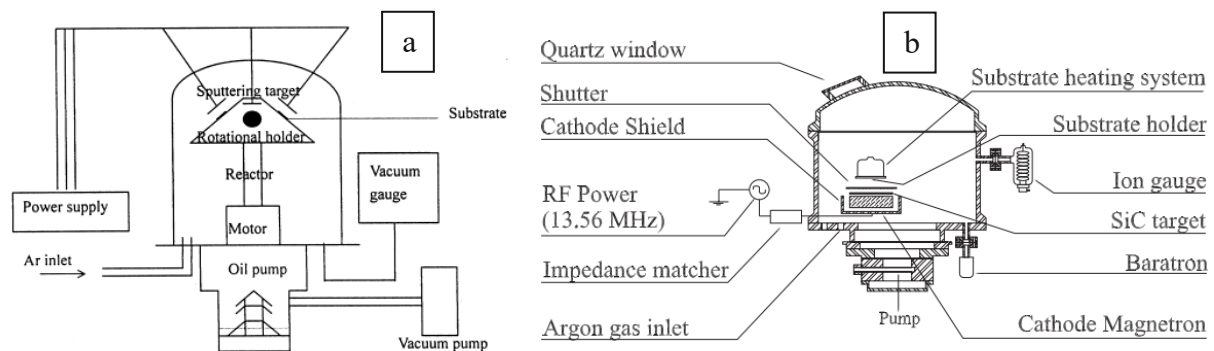 a
Sputtering target
Substrate
Rotational holder
Reactor
Vacuum
gauge
Power supply
Motor
Ar inlet
Oil pump
Vacuum pump
b
Quartz window
Substrate heating system
Shutter
Cathode Shield
Substrate holder
RF Power
(13.56 MHz)
Ion gauge
SiC target
Impedance matcher
Baratron
Argon gas inlet
Pump
Cathode Magnetron